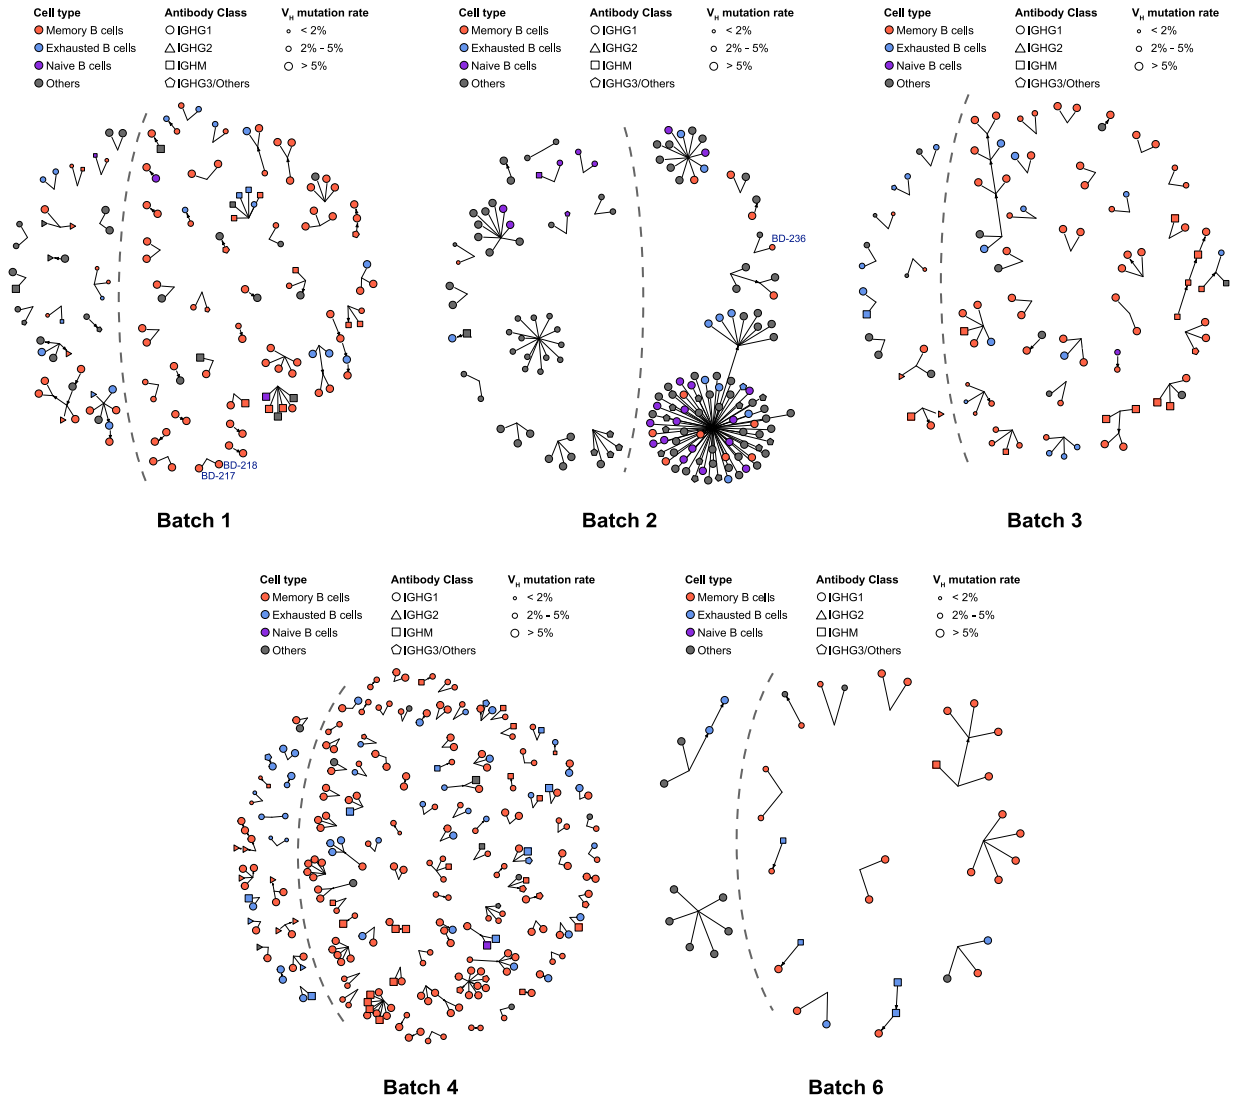 Cell type Antibody Class V_H mutation rate
Memory B cells IGHG1 < 2%
Exhausted B cells IGHG2 2% - 5%
Naive B cells IGHM > 5%
Others IGHG3/Others
BD-218
BD-217
Batch 1
Cell type Antibody Class V_H mutation rate
Memory B cells IGHG1 < 2%
Exhausted B cells IGHG2 2% - 5%
Naive B cells IGHM > 5%
Others IGHG3/Others
BD-236
Batch 2
Cell type Antibody Class V_H mutation rate
Memory B cells IGHG1 < 2%
Exhausted B cells IGHG2 2% - 5%
Naive B cells IGHM > 5%
Others IGHG3/Others
Batch 3
Cell type Antibody Class V_H mutation rate
Memory B cells IGHG1 < 2%
Exhausted B cells IGHG2 2% - 5%
Naive B cells IGHM > 5%
Others IGHG3/Others
Batch 4
Cell type Antibody Class V_H mutation rate
Memory B cells IGHG1 < 2%
Exhausted B cells IGHG2 2% - 5%
Naive B cells IGHM > 5%
Others IGHG3/Others
Batch 6